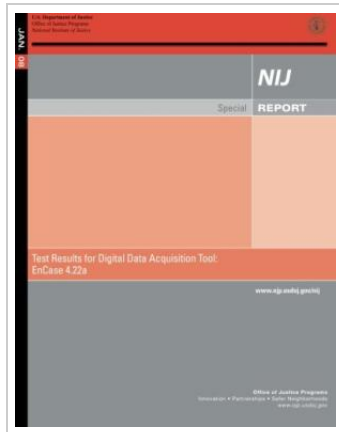 U.S. Department of Justice
Office of Justice Programs
National Institute of Justice
JAN. 08
NIJ
Special REPORT
Test Results for Digital Data Acquisition Tool:
EnCase 4.22a
www.ojp.usdoj.gov/nij
Office of Justice Programs
Innovation • Partnerships • Safer Neighborhoods
www.ojp.usdoj.gov